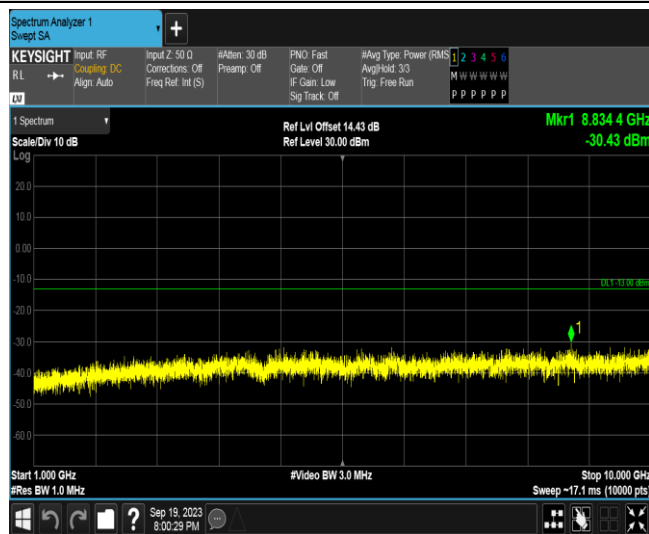 Spectrum Analyzer 1
Swept SA
+
KEYSIGHT
RL
LXI
Input: RF
Coupling: DC
Align: Auto
Input Z: 50 Ω
Corrections: Off
Freq Ref: Int (S)
#Atten: 30 dB
Preamp: Off
PNO: Fast
Gate: Off
IF Gain: Low
Sig Track: Off
#Avg Type: Power (RMS
Avg|Hold: 3/3
Trig: Free Run
1 2 3 4 5 6
M W W W W W
P P P P P P
1 Spectrum
Scale/Div 10 dB
Log
Ref Lvl Offset 14.43 dB
Ref Level 30.00 dBm
Mkr1 8.834 4 GHz
-30.43 dBm
20.0
10.0
0.00
-10.0
DL1 -13.00 dBm
-20.0
-30.0
1
-40.0
-50.0
-60.0
Start 1.000 GHz
#Res BW 1.0 MHz
#Video BW 3.0 MHz
Stop 10.000 GHz
Sweep ~17.1 ms (10000 pts)
?
Sep 19, 2023
8:00:29 PM